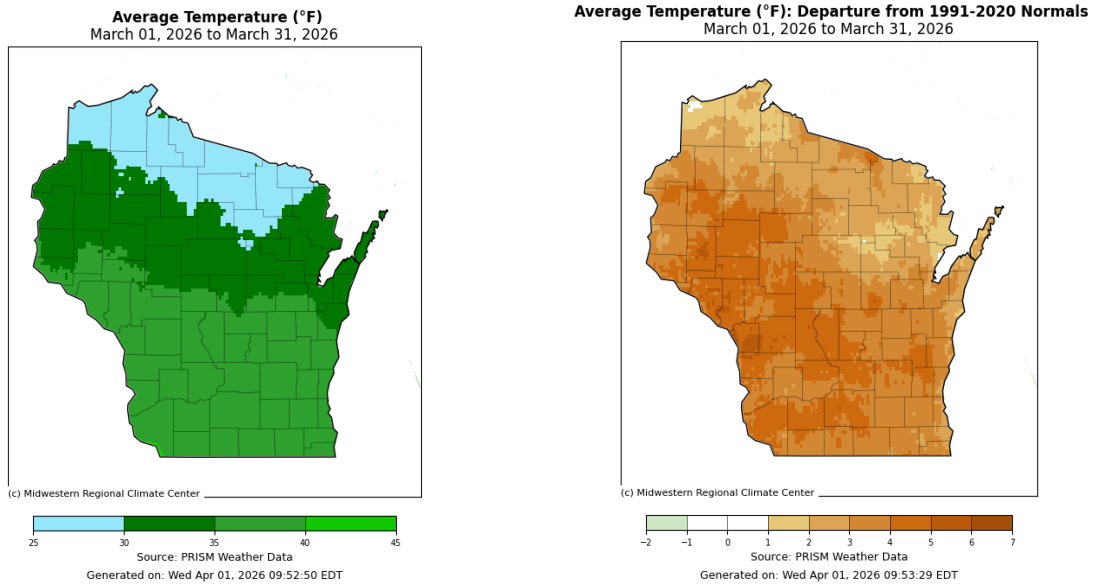 Average Temperature (°F)
March 01, 2026 to March 31, 2026
(c) Midwestern Regional Climate Center
25 30 35 40 45
Source: PRISM Weather Data
Generated on: Wed Apr 01, 2026 09:52:50 EDT
Average Temperature (°F): Departure from 1991-2020 Normals
March 01, 2026 to March 31, 2026
(c) Midwestern Regional Climate Center
−2 −1 0 1 2 3 4 5 6 7
Source: PRISM Weather Data
Generated on: Wed Apr 01, 2026 09:53:29 EDT